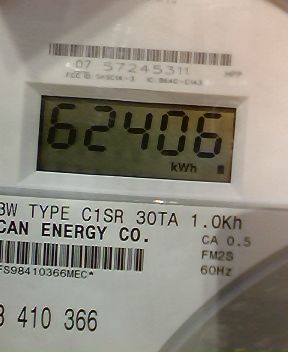 07 57245311 MPP
62406
kWh
3W TYPE C1SR 30TA 1.0Kh
CAN ENERGY CO.
CA 0.5
FM2S
FS98410366MEC*
60Hz
3 410 366